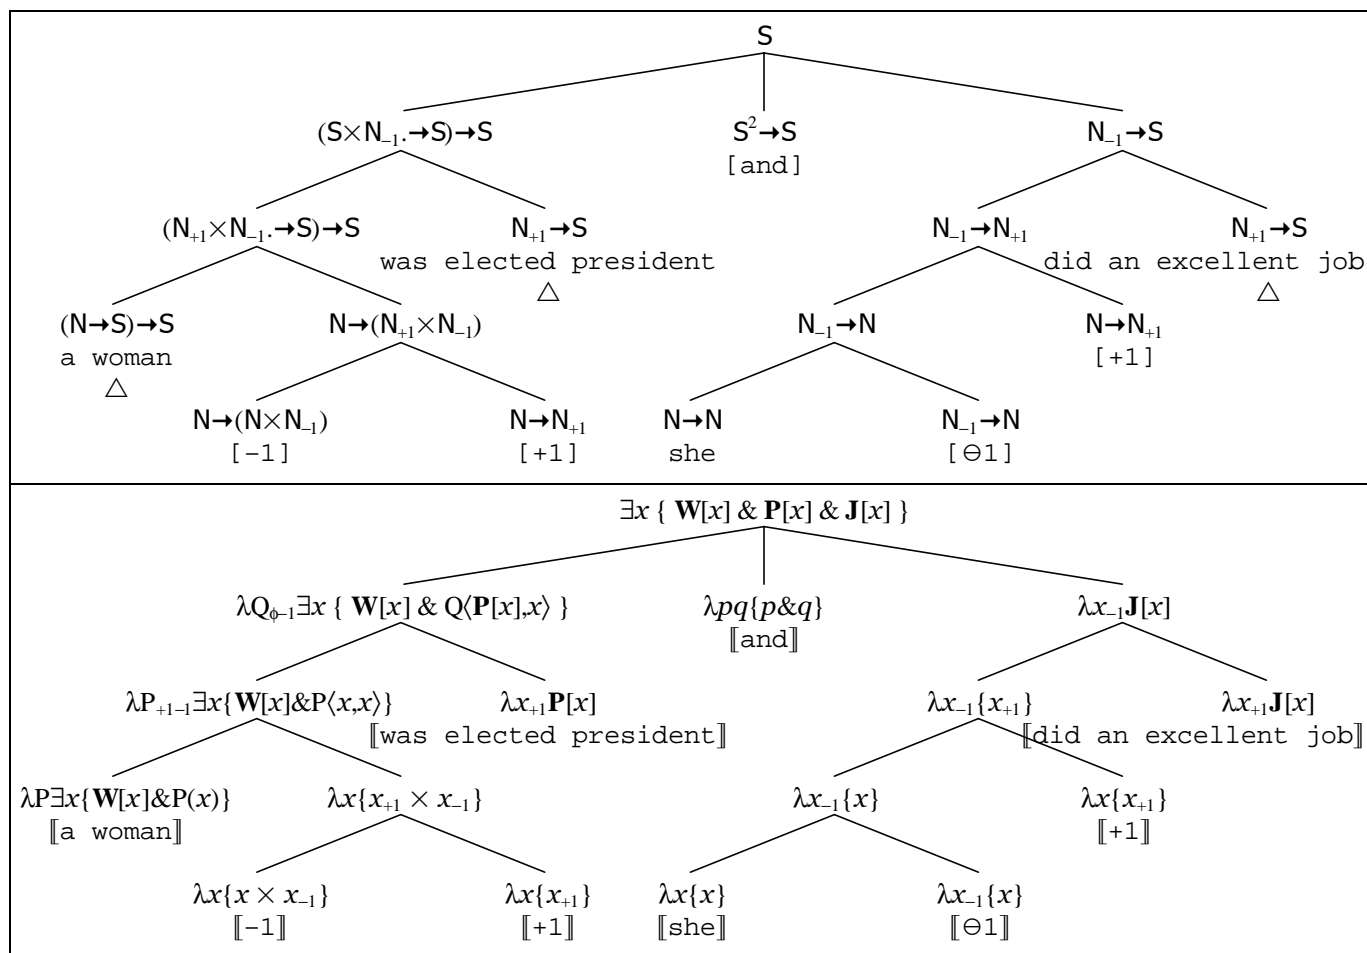 S
(S×N₋₁.→S)→S S²→S N₋₁→S
[and]
(N₊₁×N₋₁.→S)→S N₊₁→S N₋₁→N₊₁ N₊₁→S
was elected president did an excellent job
△ △
(N→S)→S N→(N₊₁×N₋₁) N₋₁→N N→N₊₁
a woman [+1]
△
N→(N×N₋₁) N→N₊₁ N→N N₋₁→N
[-1] [+1] she [⊖1]
∃x { W[x] & P[x] & J[x] }
λQ_ϕ₋₁∃x { W[x] & Q⟨P[x],x⟩ } λpq{p&q} λx₋₁J[x]
⟦and⟧
λP₊₁₋₁∃x{W[x]&P⟨x,x⟩} λx₊₁P[x] λx₋₁{x₊₁} λx₊₁J[x]
⟦was elected president⟧ ⟦did an excellent job⟧
λP∃x{W[x]&P(x)} λx{x₊₁ × x₋₁} λx₋₁{x} λx{x₊₁}
⟦a woman⟧ ⟦+1⟧
λx{x × x₋₁} λx{x₊₁} λx{x} λx₋₁{x}
⟦-1⟧ ⟦+1⟧ ⟦she⟧ ⟦⊖1⟧